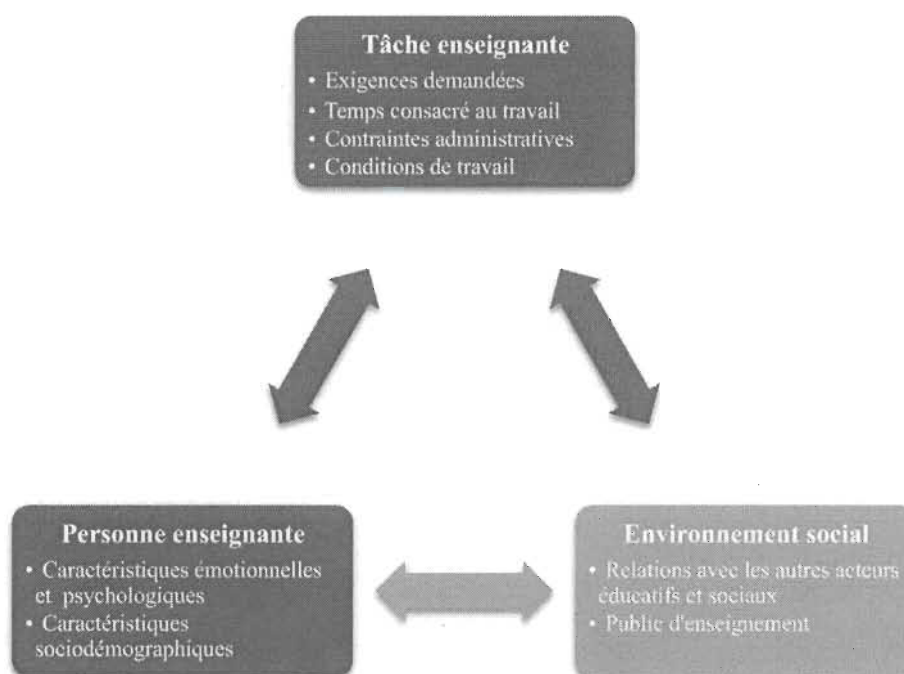 Tâche enseignante
• Exigences demandées
• Temps consacré au travail
• Contraintes administratives
• Conditions de travail
Personne enseignante
• Caractéristiques émotionnelles
et psychologiques
• Caractéristiques
sociodémographiques
Environnement social
• Relations avec les autres acteurs
éducatifs et sociaux
• Public d'enseignement